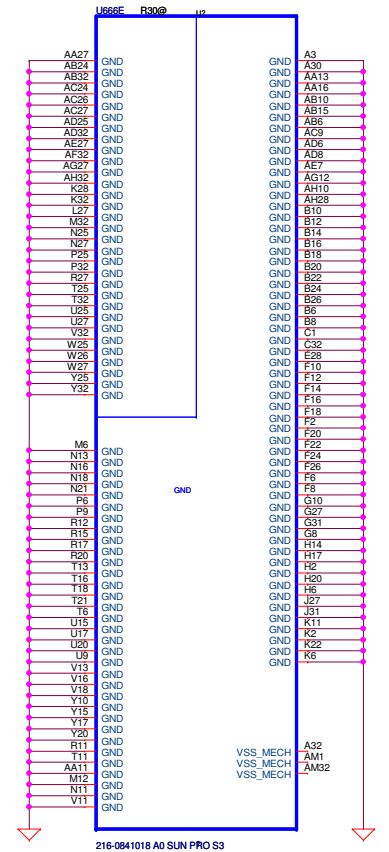 U666E R30@ U?
AA27 GND GND A3
AB24 GND GND A30
AB32 GND GND AA13
AC24 GND GND AA16
AC26 GND GND AB10
AC27 GND GND AB15
AD25 GND GND AB6
AD32 GND GND AC9
AE27 GND GND AD6
AF32 GND GND AD8
AG27 GND GND AE7
AH32 GND GND AG12
K28 GND GND AH10
K32 GND GND AH28
L27 GND GND B10
M32 GND GND B12
N25 GND GND B14
N27 GND GND B16
P25 GND GND B18
P32 GND GND B20
R27 GND GND B22
T25 GND GND B24
T32 GND GND B26
U25 GND GND B6
U27 GND GND B8
V32 GND GND C1
W25 GND GND C32
W26 GND GND E28
W27 GND GND F10
Y25 GND GND F12
Y32 GND GND F14
GND F16
GND F18
GND F2
GND F20
M6 GND GND F22
N13 GND GND F24
N16 GND GND F26
N18 GND GND F6
N21 GND GND GND F8
P6 GND GND G10
P9 GND GND G27
R12 GND GND G31
R15 GND GND G8
R17 GND GND H14
R20 GND GND H17
T13 GND GND H2
T16 GND GND H20
T18 GND GND H6
T21 GND GND J27
T6 GND GND J31
U15 GND GND K11
U17 GND GND K2
U20 GND GND K22
U9 GND GND K6
V13 GND
V16 GND
V18 GND
Y10 GND
Y15 GND
Y17 GND
Y20 GND
R11 GND VSS_MECH A32
T11 GND VSS_MECH AM1
AA11 GND VSS_MECH AM32
M12 GND
N11 GND
V11 GND
216-0841018 A0 SUN PRO S3